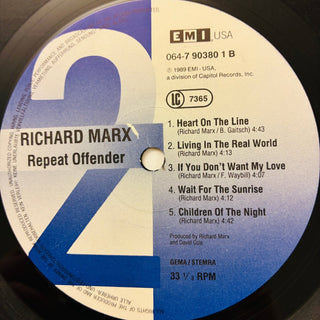 EMI USA
064-7 90380 1 B
℗ 1989 EMI - USA,
a division of Capitol Records, Inc.
LC 7365
2
RICHARD MARX
Repeat Offender
1. Heart On The Line
(Richard Marx / B. Gaitsch) 4:43
2. Living In The Real World
(Richard Marx) 4:13
3. If You Don't Want My Love
(Richard Marx / F. Waybill) 4:11
4. Wait For The Sunrise
(Richard Marx) 4:12
5. Children Of The Night
(Richard Marx) 4:42
Produced by Richard Marx
and David Cole
GEMA / STEMRA
33 1/3 RPM